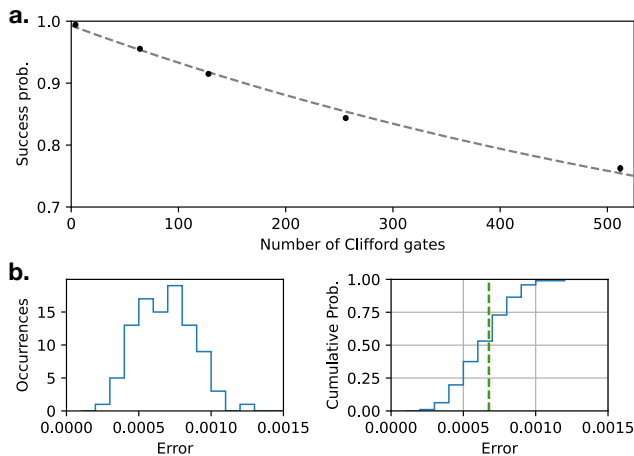 a.
1.0
0.9
0.8
0.7
Success prob.
0 100 200 300 400 500
Number of Clifford gates
b.
15
10
5
0
Occurrences
0.0000 0.0005 0.0010 0.0015
Error
1.00
0.75
0.50
0.25
0.00
Cumulative Prob.
0.0000 0.0005 0.0010 0.0015
Error